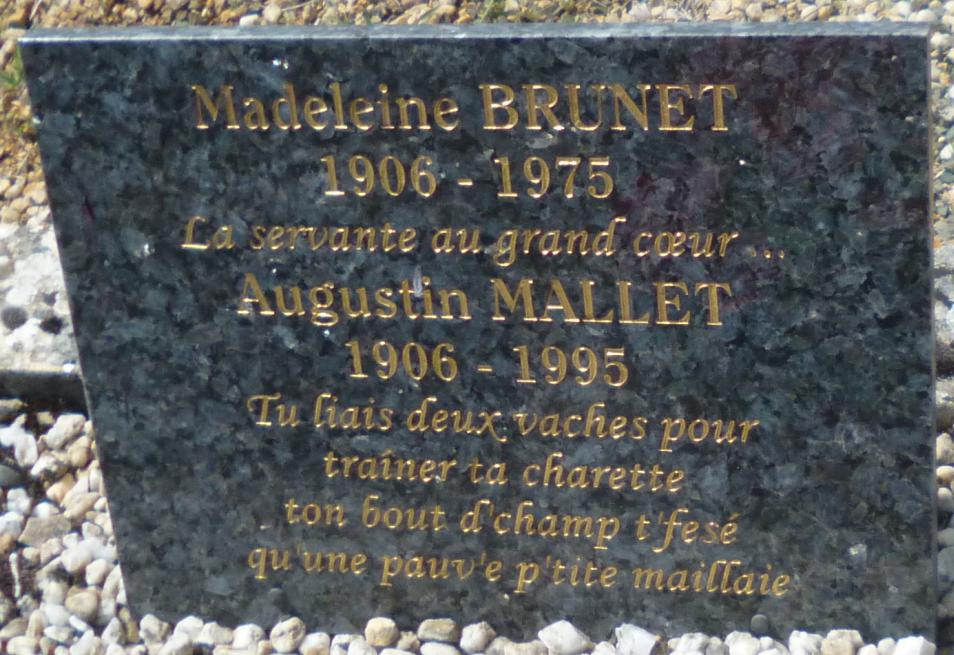 Madeleine BRUNET
1906 - 1975
La servante au grand cœur ...
Augustin MALLET
1906 - 1995
Tu liais deux vaches pour
traîner ta charette
ton bout d'champ t'fesé
qu'une pauv'e p'tite maillaie